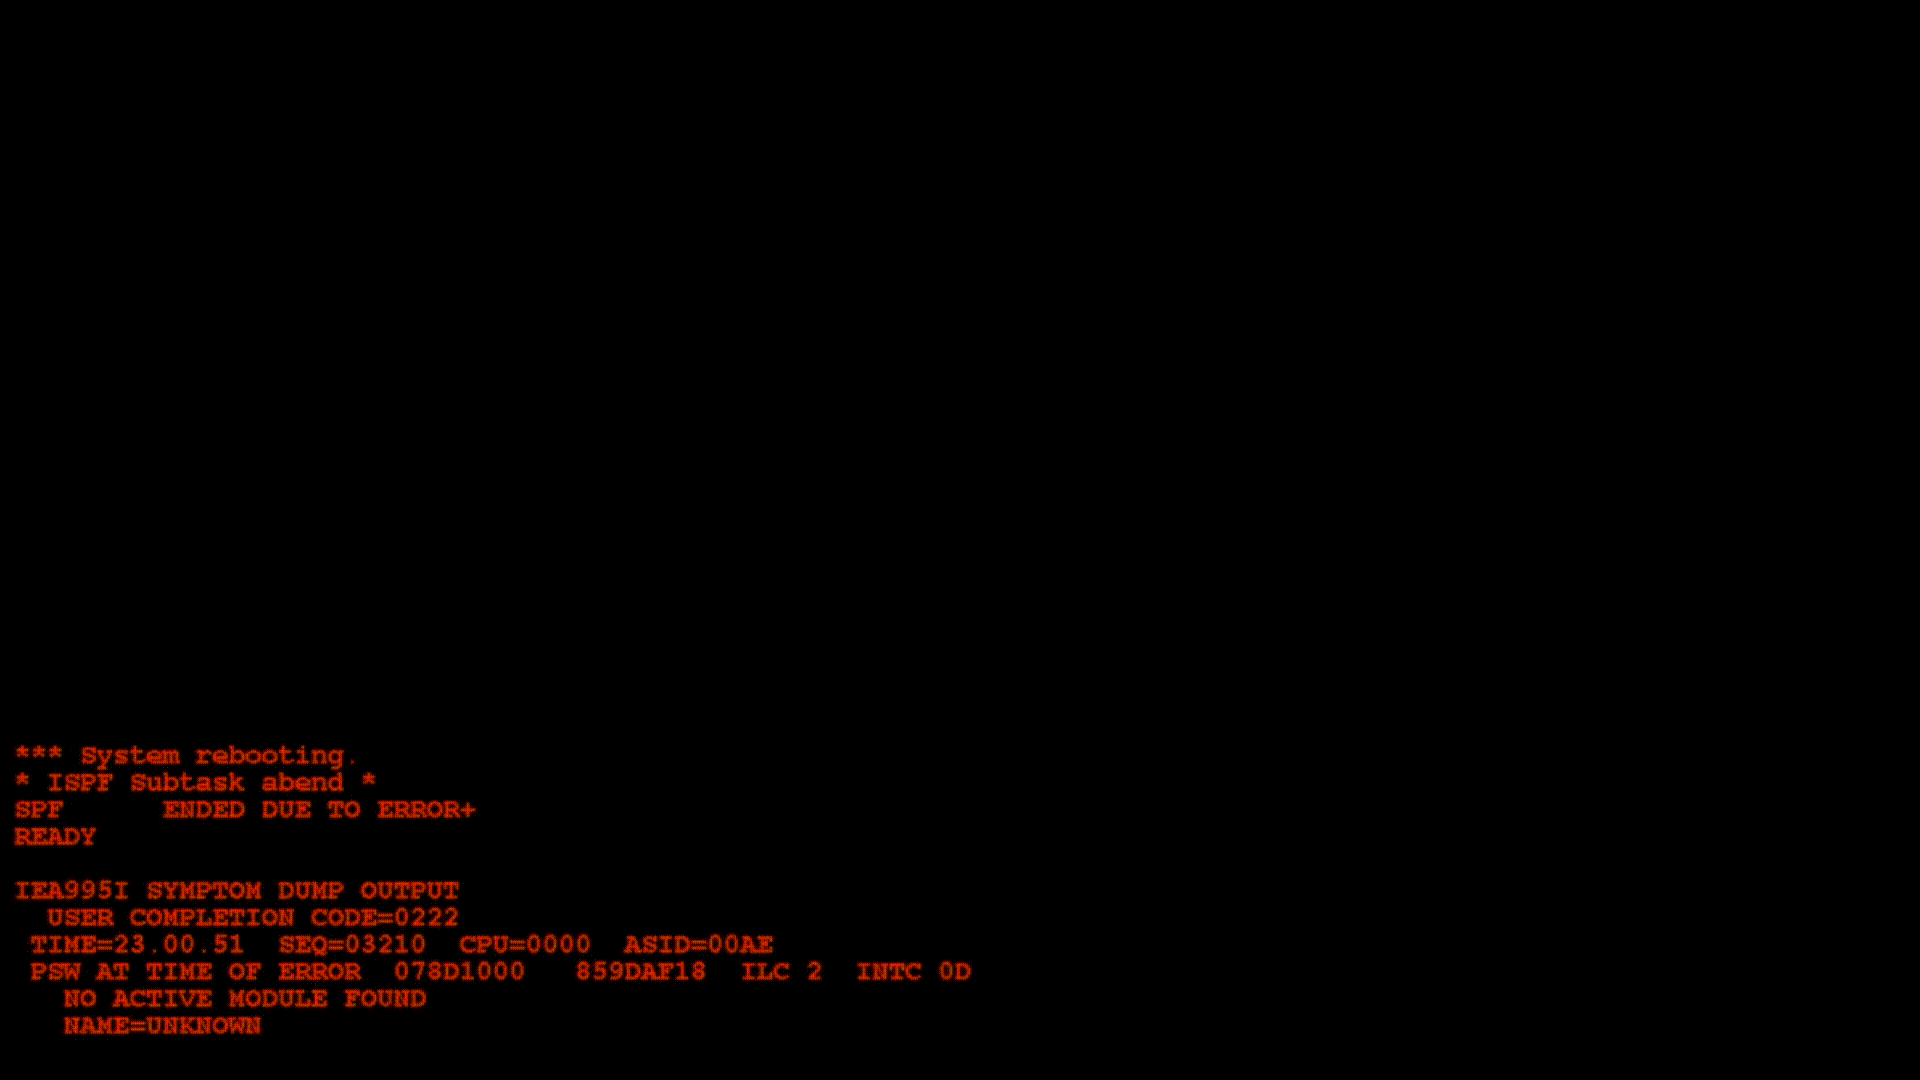 *** System rebooting.
* ISPF Subtask abend *
SPF      ENDED DUE TO ERROR+
READY

IEA995I SYMPTOM DUMP OUTPUT
  USER COMPLETION CODE=0222
 TIME=23.00.51  SEQ=03210  CPU=0000  ASID=00AE
 PSW AT TIME OF ERROR  078D1000   859DAF18  ILC 2  INTC 0D
   NO ACTIVE MODULE FOUND
   NAME=UNKNOWN